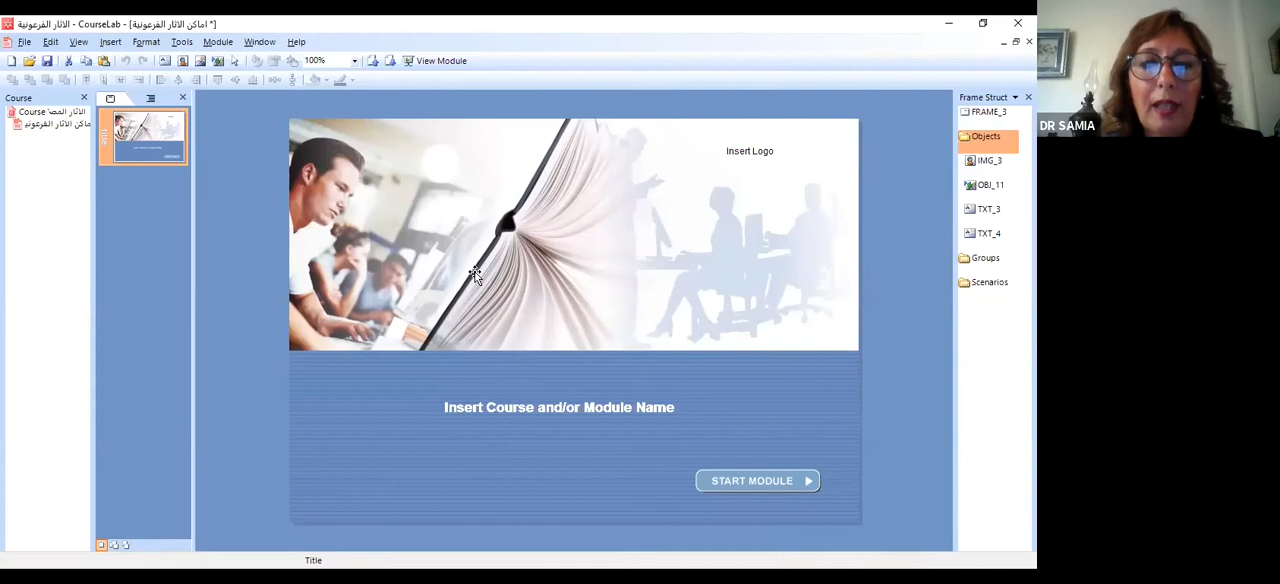 الاثار الفرعونية - CourseLab - [اماكن الاثار الفرعونية *]
File Edit View Insert Format Tools Module Window Help
100% View Module
Course
Course الاثار المص
ماكن الاثار الفرعونية
Title
Insert Logo
Insert Course and/or Module Name
START MODULE
Frame Struct
FRAME_3
Objects
IMG_3
OBJ_11
TXT_3
TXT_4
Groups
Scenarios
DR SAMIA
Title